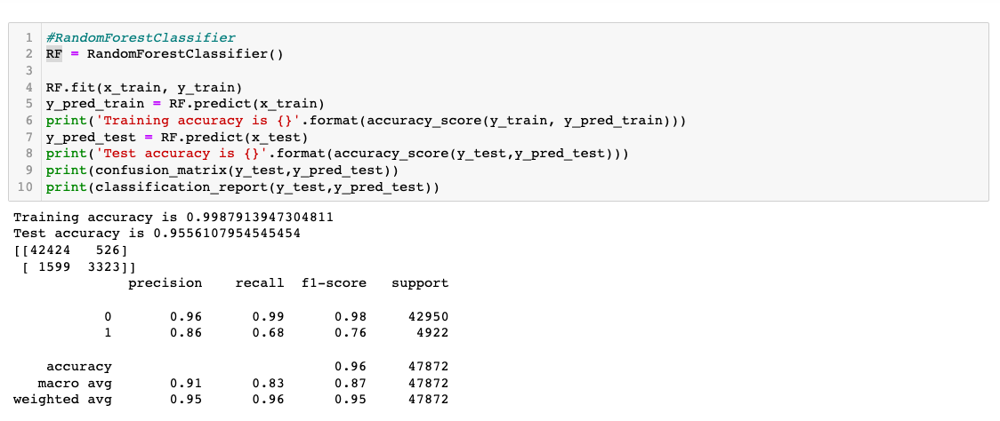 1 #RandomForestClassifier
2 RF = RandomForestClassifier()
3
4 RF.fit(x_train, y_train)
5 y_pred_train = RF.predict(x_train)
6 print('Training accuracy is {}'.format(accuracy_score(y_train, y_pred_train)))
7 y_pred_test = RF.predict(x_test)
8 print('Test accuracy is {}'.format(accuracy_score(y_test,y_pred_test)))
9 print(confusion_matrix(y_test,y_pred_test))
10 print(classification_report(y_test,y_pred_test))
Training accuracy is 0.9987913947304811
Test accuracy is 0.9556107954545454
[[42424   526]
 [ 1599  3323]]
              precision    recall  f1-score   support
           0       0.96      0.99      0.98     42950
           1       0.86      0.68      0.76      4922
    accuracy                           0.96     47872
   macro avg       0.91      0.83      0.87     47872
weighted avg       0.95      0.96      0.95     47872